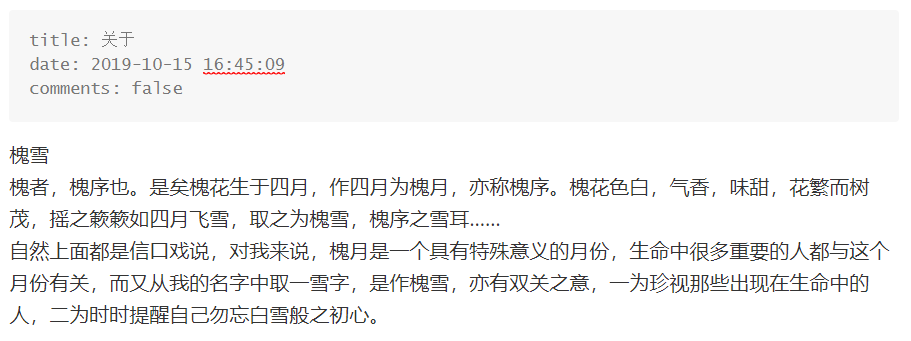 title: 关于
date: 2019-10-15 16:45:09
comments: false
槐雪
槐者，槐序也。是矣槐花生于四月，作四月为槐月，亦称槐序。槐花色白，气香，味甜，花繁而树
茂，摇之簌簌如四月飞雪，取之为槐雪，槐序之雪耳……
自然上面都是信口戏说，对我来说，槐月是一个具有特殊意义的月份，生命中很多重要的人都与这个
月份有关，而又从我的名字中取一雪字，是作槐雪，亦有双关之意，一为珍视那些出现在生命中的
人，二为时时提醒自己勿忘白雪般之初心。